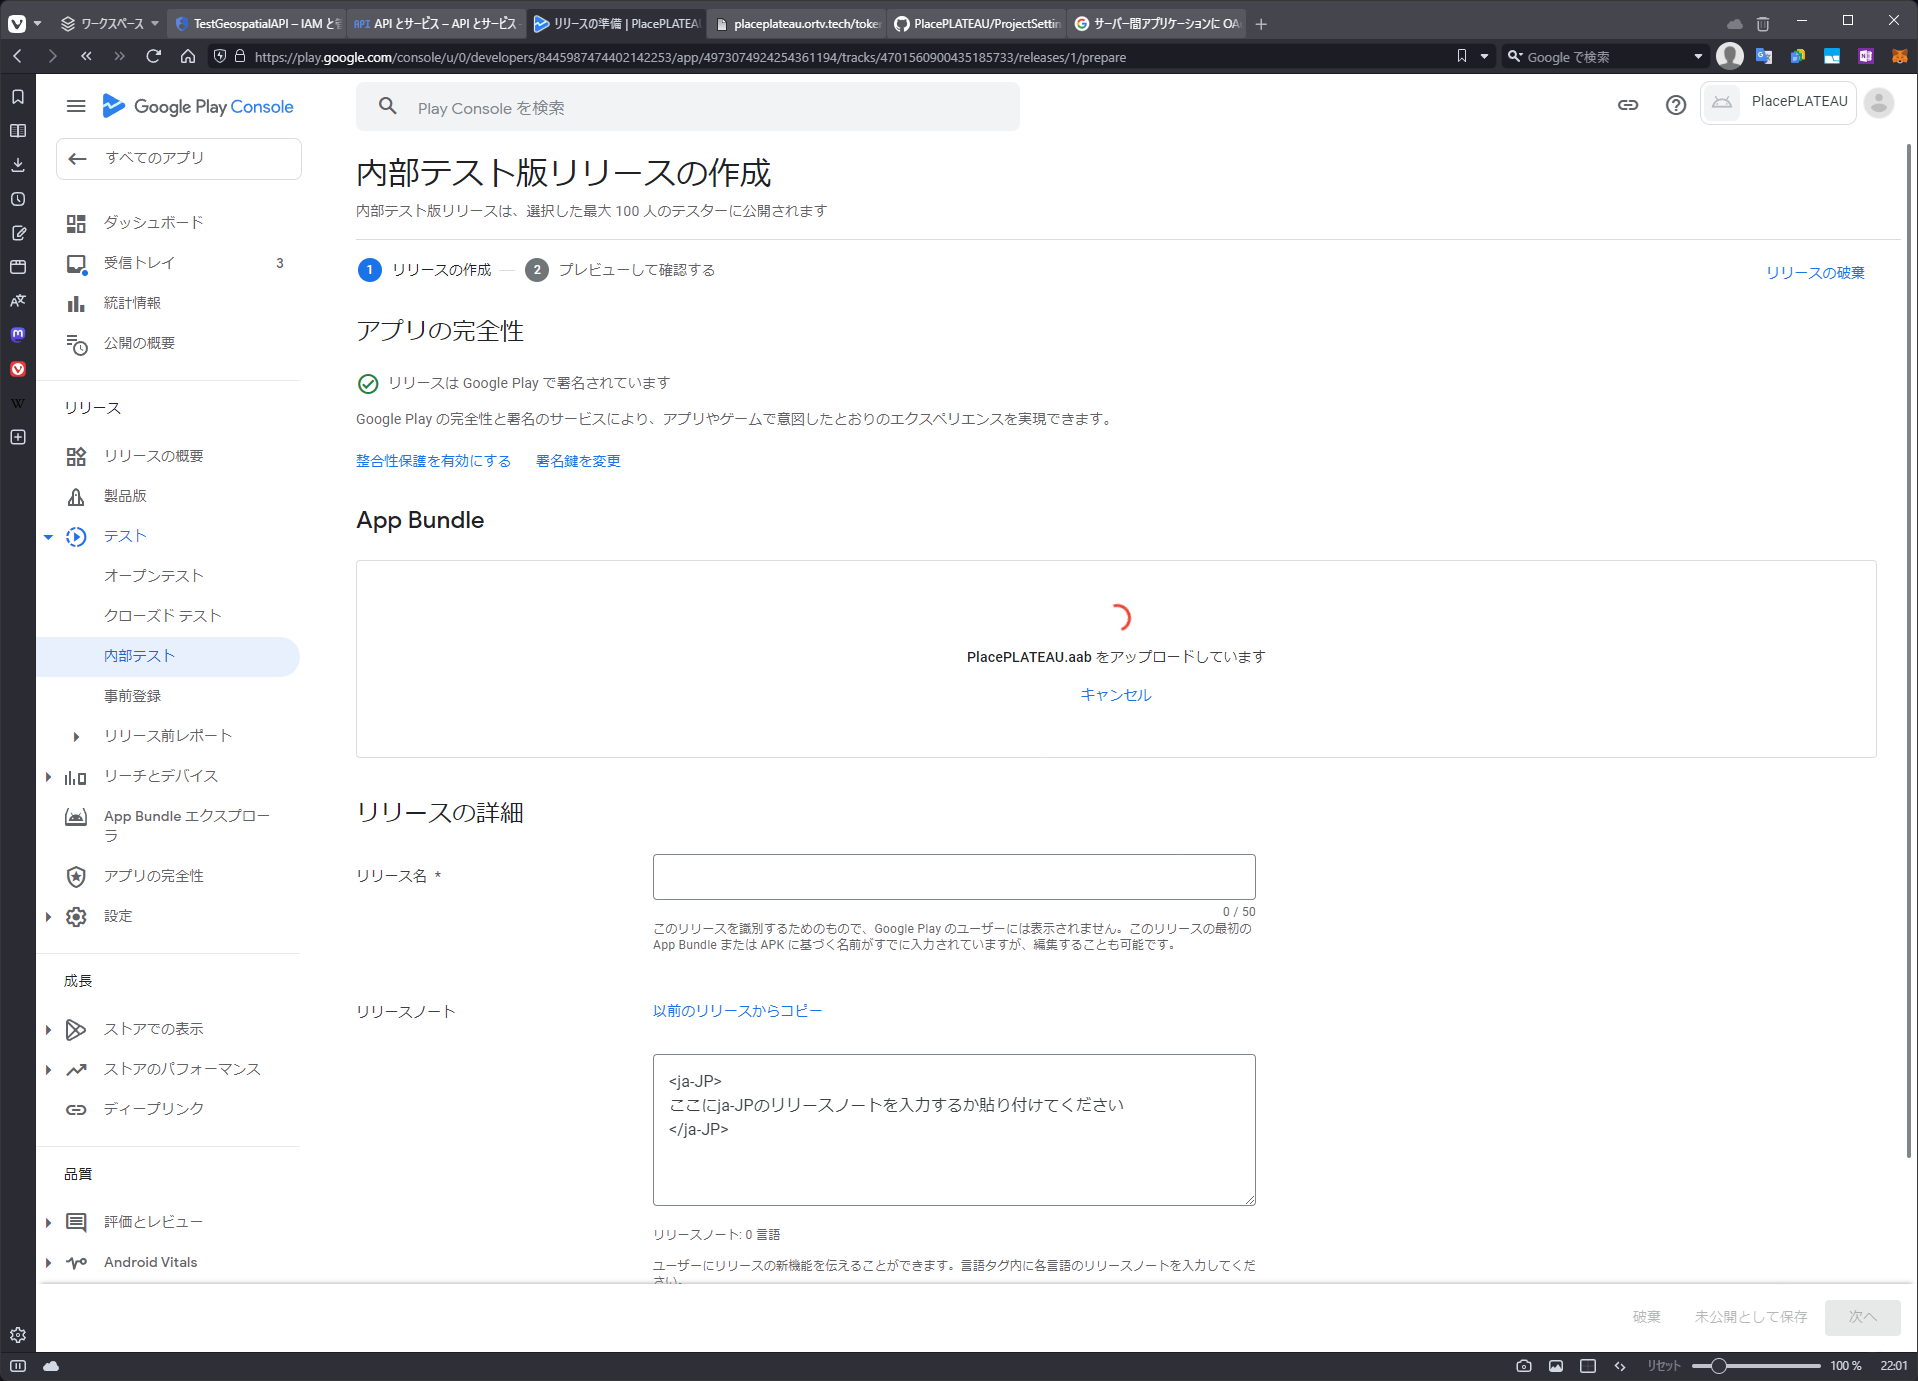 ワークスペース
TestGeospatialAPI – IAM と管
API API とサービス – API とサービス
リリースの準備 | PlacePLATEAU
placeplateau.ortv.tech/token
PlacePLATEAU/ProjectSettin
サーバー間アプリケーションに OA
https://play.google.com/console/u/0/developers/8445987474402142253/app/4973074924254361194/tracks/4701560900435185733/releases/1/prepare
Google で検索
Google Play Console
Play Console を検索
PlacePLATEAU
すべてのアプリ
ダッシュボード
受信トレイ 3
統計情報
公開の概要
リリース
リリースの概要
製品版
テスト
オープンテスト
クローズド テスト
内部テスト
事前登録
リリース前レポート
リーチとデバイス
App Bundle エクスプロー
ラ
アプリの完全性
設定
成長
ストアでの表示
ストアのパフォーマンス
ディープリンク
品質
評価とレビュー
Android Vitals
内部テスト版リリースの作成
内部テスト版リリースは、選択した最大 100 人のテスターに公開されます
1 リリースの作成 2 プレビューして確認する
リリースの破棄
アプリの完全性
リリースは Google Play で署名されています
Google Play の完全性と署名のサービスにより、アプリやゲームで意図したとおりのエクスペリエンスを実現できます。
整合性保護を有効にする 署名鍵を変更
App Bundle
PlacePLATEAU.aab をアップロードしています
キャンセル
リリースの詳細
リリース名 *
0 / 50
このリリースを識別するためのもので、Google Play のユーザーには表示されません。このリリースの最初の
App Bundle または APK に基づく名前がすでに入力されていますが、編集することも可能です。
リリースノート
以前のリリースからコピー
<ja-JP>
ここにja-JPのリリースノートを入力するか貼り付けてください
</ja-JP>
リリースノート: 0 言語
ユーザーにリリースの新機能を伝えることができます。言語タグ内に各言語のリリースノートを入力してくだ
さい。
破棄 未公開として保存 次へ
リセット 100 % 22:01